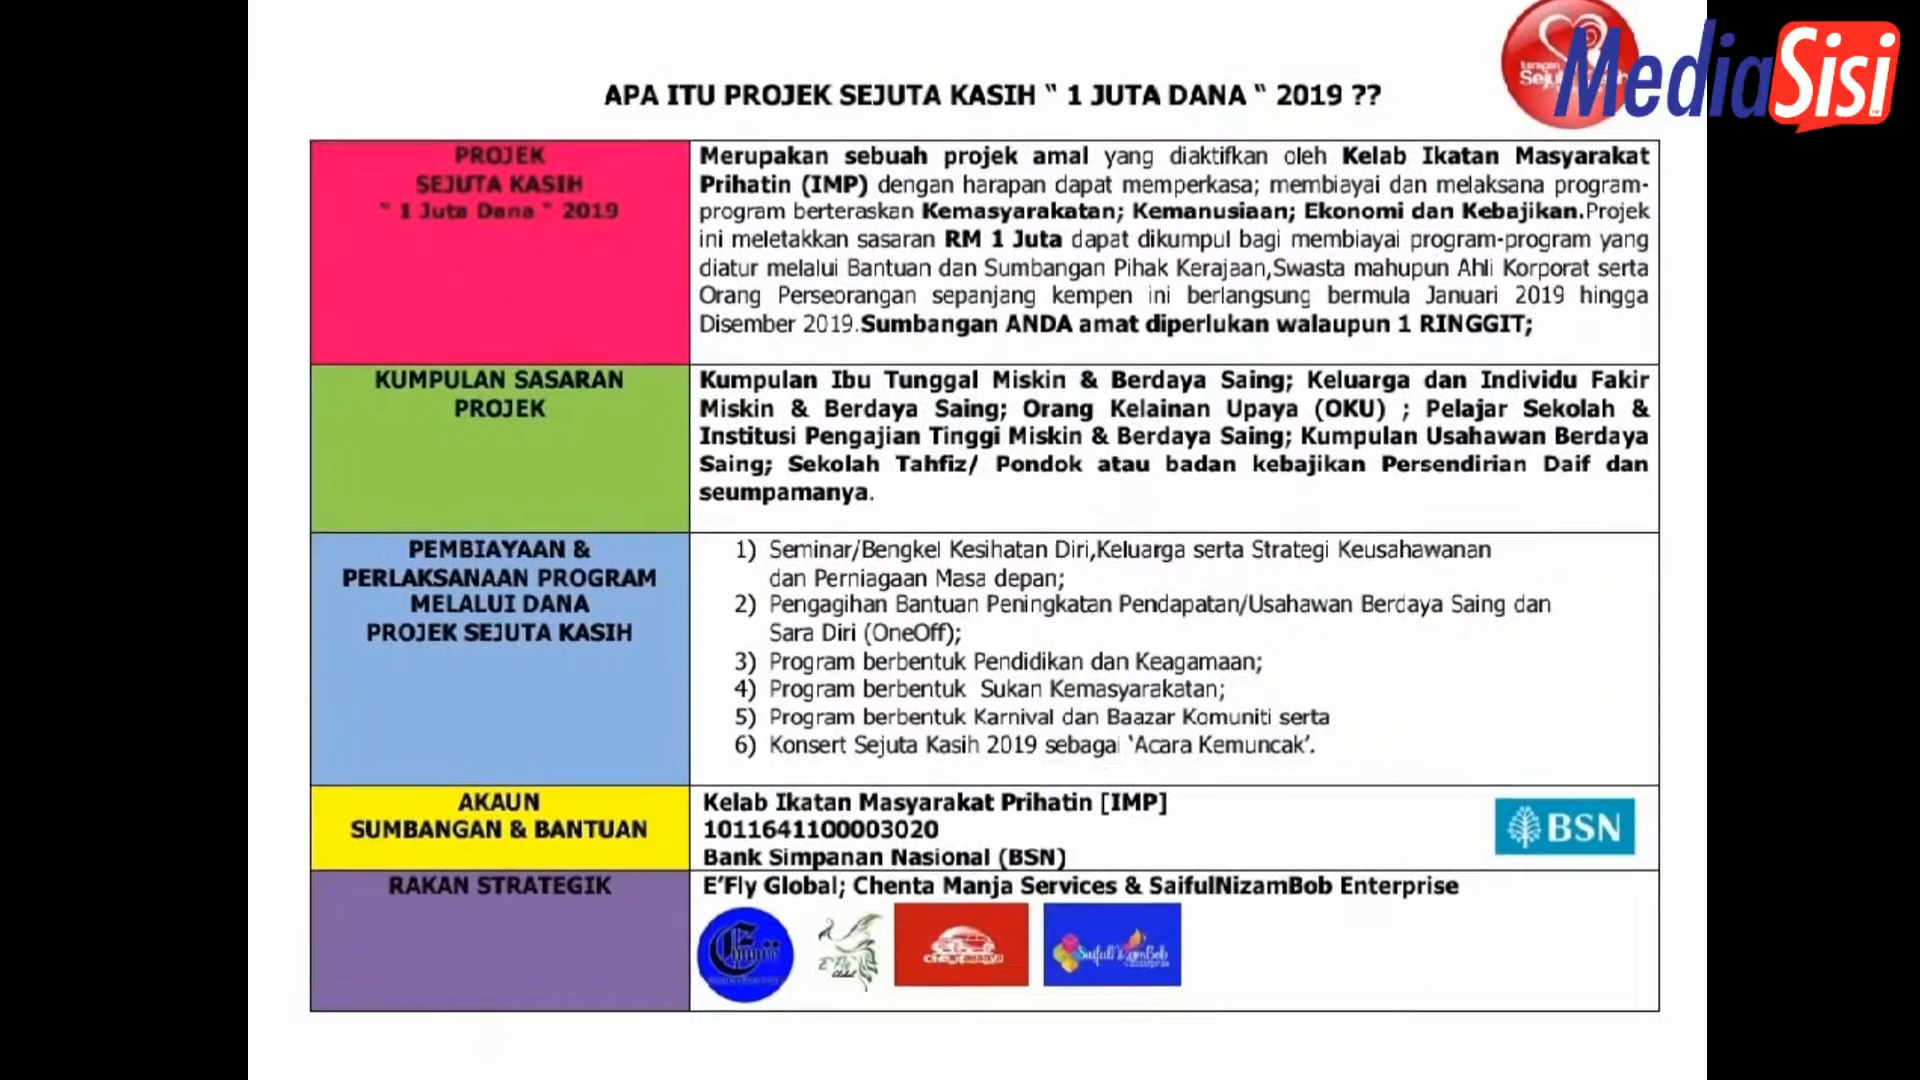 MediaSisi
APA ITU PROJEK SEJUTA KASIH “ 1 JUTA DANA “ 2019 ??
PROJEK
SEJUTA KASIH
“ 1 Juta Dana “ 2019
Merupakan sebuah projek amal yang diaktifkan oleh Kelab Ikatan Masyarakat
Prihatin (IMP) dengan harapan dapat memperkasa; membiayai dan melaksana program-
program berteraskan Kemasyarakatan; Kemanusiaan; Ekonomi dan Kebajikan.Projek
ini meletakkan sasaran RM 1 Juta dapat dikumpul bagi membiayai program-program yang
diatur melalui Bantuan dan Sumbangan Pihak Kerajaan,Swasta mahupun Ahli Korporat serta
Orang Perseorangan sepanjang kempen ini berlangsung bermula Januari 2019 hingga
Disember 2019.Sumbangan ANDA amat diperlukan walaupun 1 RINGGIT;
KUMPULAN SASARAN
PROJEK
Kumpulan Ibu Tunggal Miskin & Berdaya Saing; Keluarga dan Individu Fakir
Miskin & Berdaya Saing; Orang Kelainan Upaya (OKU) ; Pelajar Sekolah &
Institusi Pengajian Tinggi Miskin & Berdaya Saing; Kumpulan Usahawan Berdaya
Saing; Sekolah Tahfiz/ Pondok atau badan kebajikan Persendirian Daif dan
seumpamanya.
PEMBIAYAAN &
PERLAKSANAAN PROGRAM
MELALUI DANA
PROJEK SEJUTA KASIH
1) Seminar/Bengkel Kesihatan Diri,Keluarga serta Strategi Keusahawanan
dan Perniagaan Masa depan;
2) Pengagihan Bantuan Peningkatan Pendapatan/Usahawan Berdaya Saing dan
Sara Diri (OneOff);
3) Program berbentuk Pendidikan dan Keagamaan;
4) Program berbentuk Sukan Kemasyarakatan;
5) Program berbentuk Karnival dan Baazar Komuniti serta
6) Konsert Sejuta Kasih 2019 sebagai ‘Acara Kemuncak’.
AKAUN
SUMBANGAN & BANTUAN
Kelab Ikatan Masyarakat Prihatin [IMP]
1011641100003020
Bank Simpanan Nasional (BSN)
BSN
RAKAN STRATEGIK
E’Fly Global; Chenta Manja Services & SaifulNizamBob Enterprise
Empire
E'Fly
Global
SaifulNizamBob